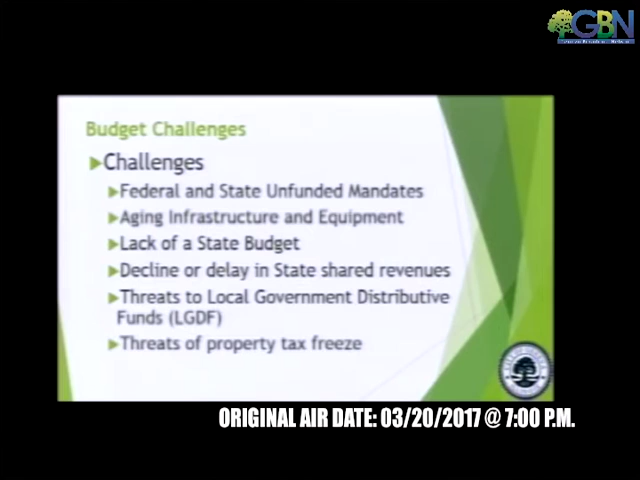 GBN
Budget Challenges
Challenges
Federal and State Unfunded Mandates
Aging Infrastructure and Equipment
Lack of a State Budget
Decline or delay in State shared revenues
Threats to Local Government Distributive
Funds (LGDF)
Threats of property tax freeze
ORIGINAL AIR DATE: 03/20/2017 @ 7:00 P.M.